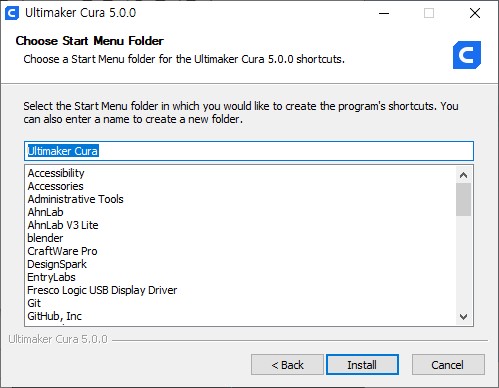 Ultimaker Cura 5.0.0
Choose Start Menu Folder
Choose a Start Menu folder for the Ultimaker Cura 5.0.0 shortcuts.
Select the Start Menu folder in which you would like to create the program's shortcuts. You
can also enter a name to create a new folder.
Ultimaker Cura
Accessibility
Accessories
Administrative Tools
AhnLab
AhnLab V3 Lite
blender
CraftWare Pro
DesignSpark
EntryLabs
Fresco Logic USB Display Driver
Git
GitHub, Inc
Ultimaker Cura 5.0.0
< Back Install Cancel